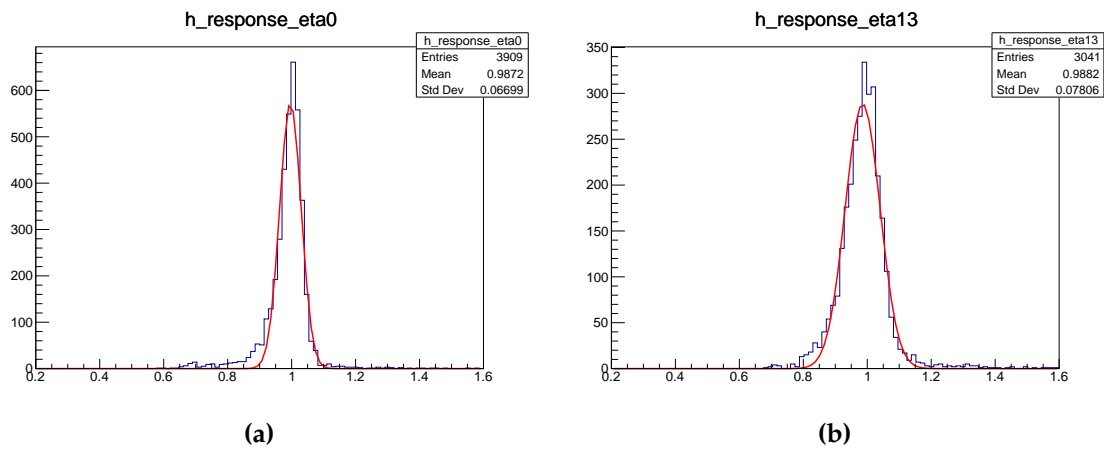 h_response_eta0
h_response_eta0
Entries 3909
Mean 0.9872
Std Dev 0.06699
600
500
400
300
200
100
0
0.2 0.4 0.6 0.8 1 1.2 1.4 1.6
(a)
h_response_eta13
h_response_eta13
Entries 3041
Mean 0.9882
Std Dev 0.07806
350
300
250
200
150
100
50
0
0.2 0.4 0.6 0.8 1 1.2 1.4 1.6
(b)